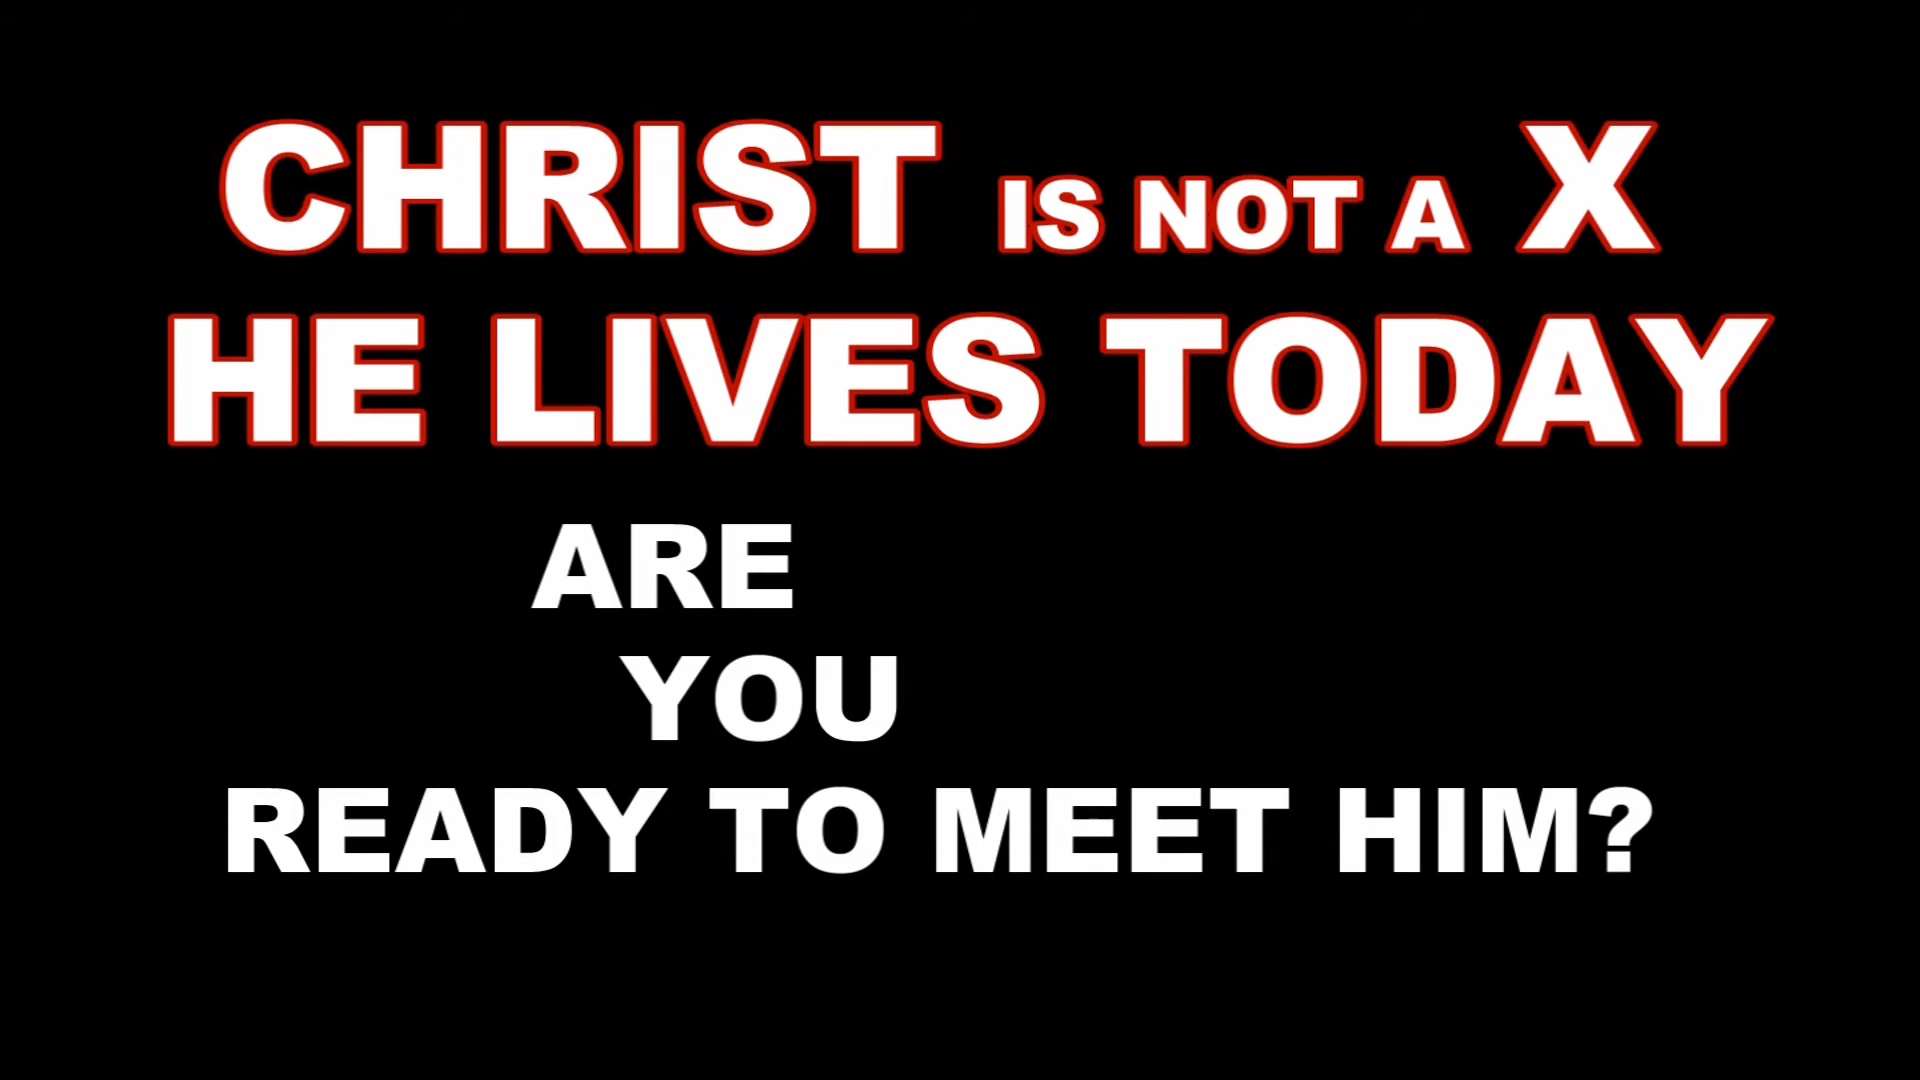 CHRIST IS NOT A X
HE LIVES TODAY
ARE
YOU
READY TO MEET HIM?